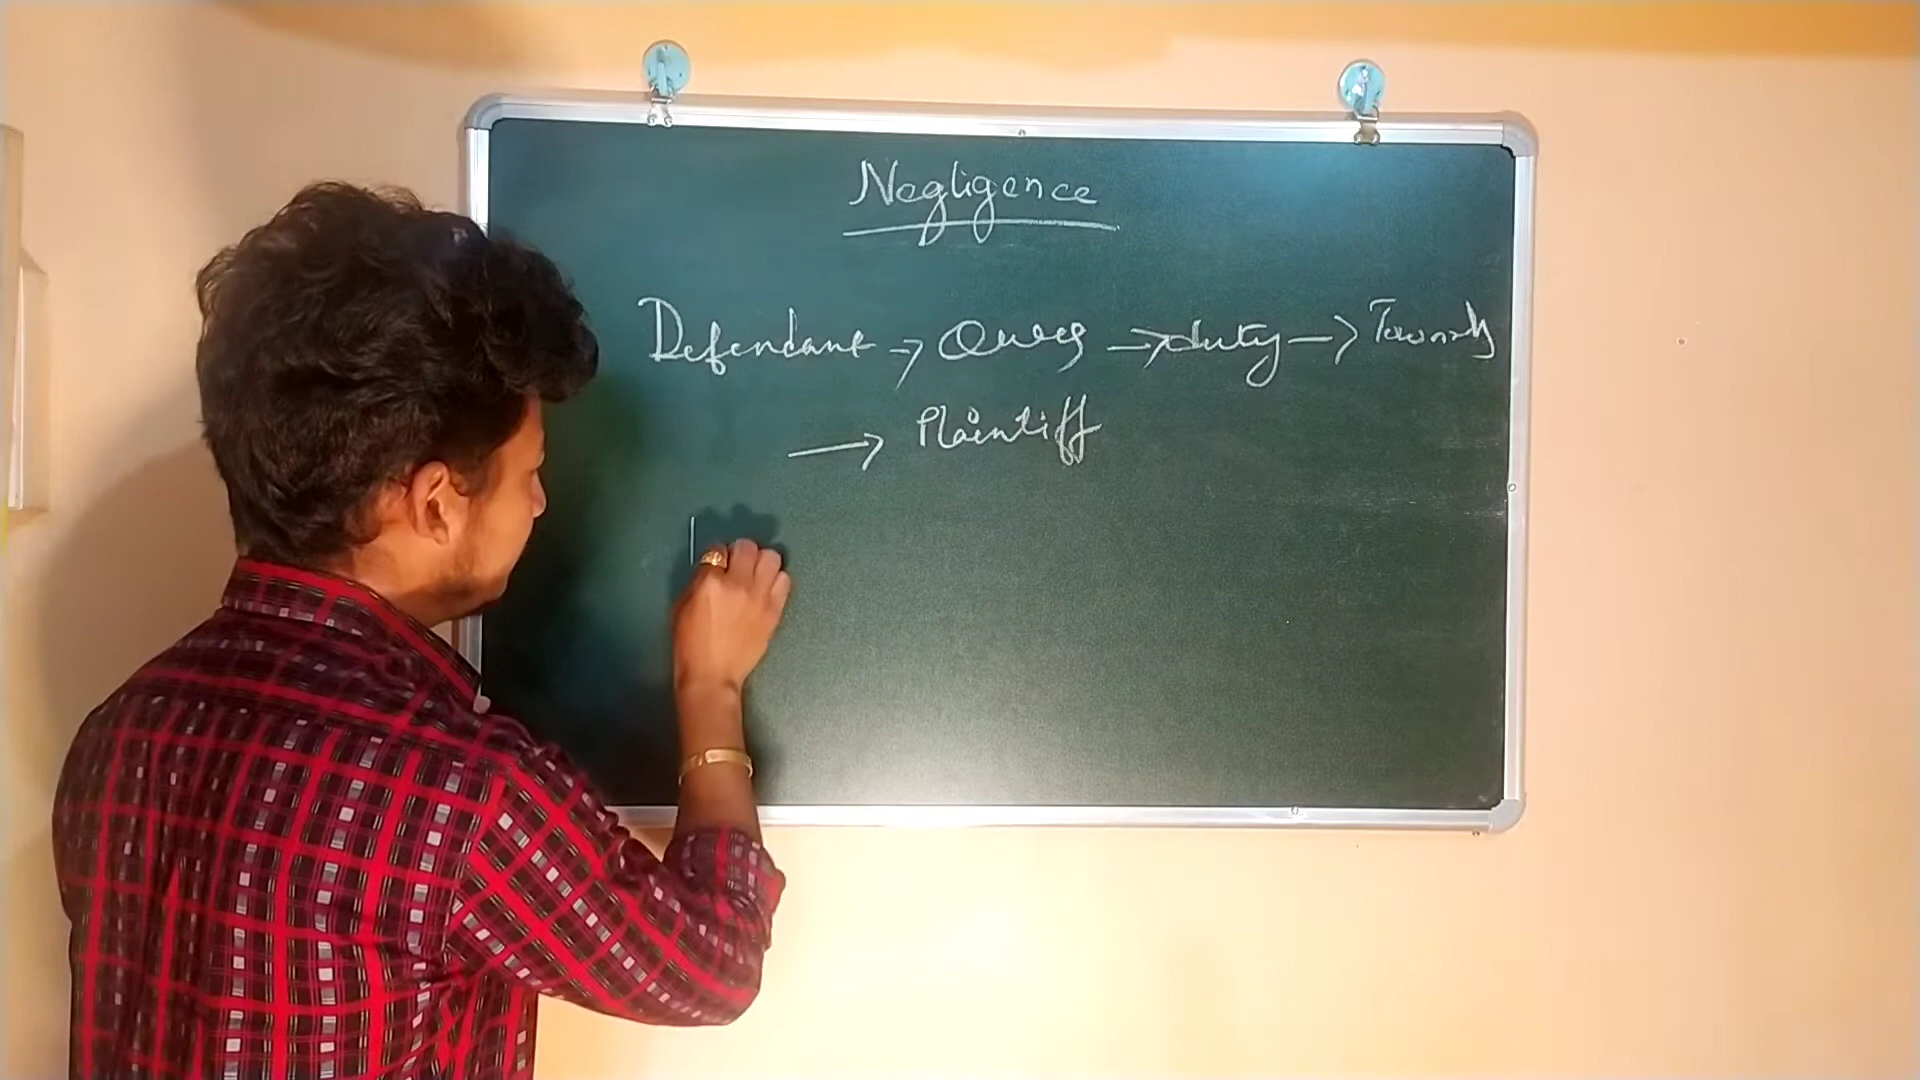 Negligence
Defendant → Owes → duty → Towards
→ Plaintiff